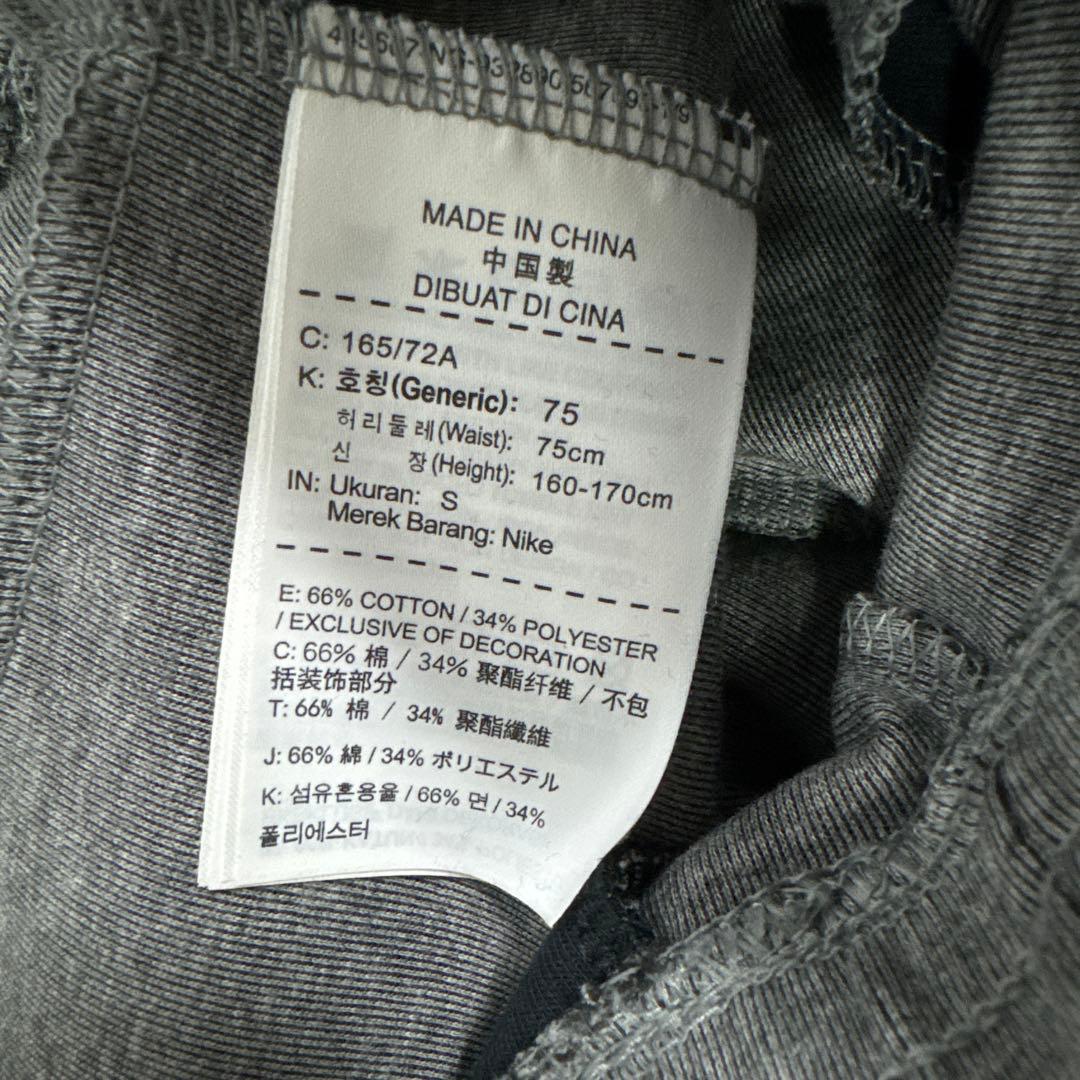 MADE IN CHINA
中国製
DIBUAT DI CINA
C: 165/72A
K: 호칭(Generic): 75
허리둘레(Waist): 75cm
신 장(Height): 160-170cm
IN: Ukuran: S
Merek Barang: Nike
E: 66% COTTON / 34% POLYESTER
/ EXCLUSIVE OF DECORATION
C: 66% 棉 / 34% 聚酯纤维 / 不包
括装饰部分
T: 66% 棉 / 34% 聚酯纖維
J: 66% 綿 / 34% ポリエステル
K: 섬유혼용율 / 66% 면 / 34%
폴리에스터